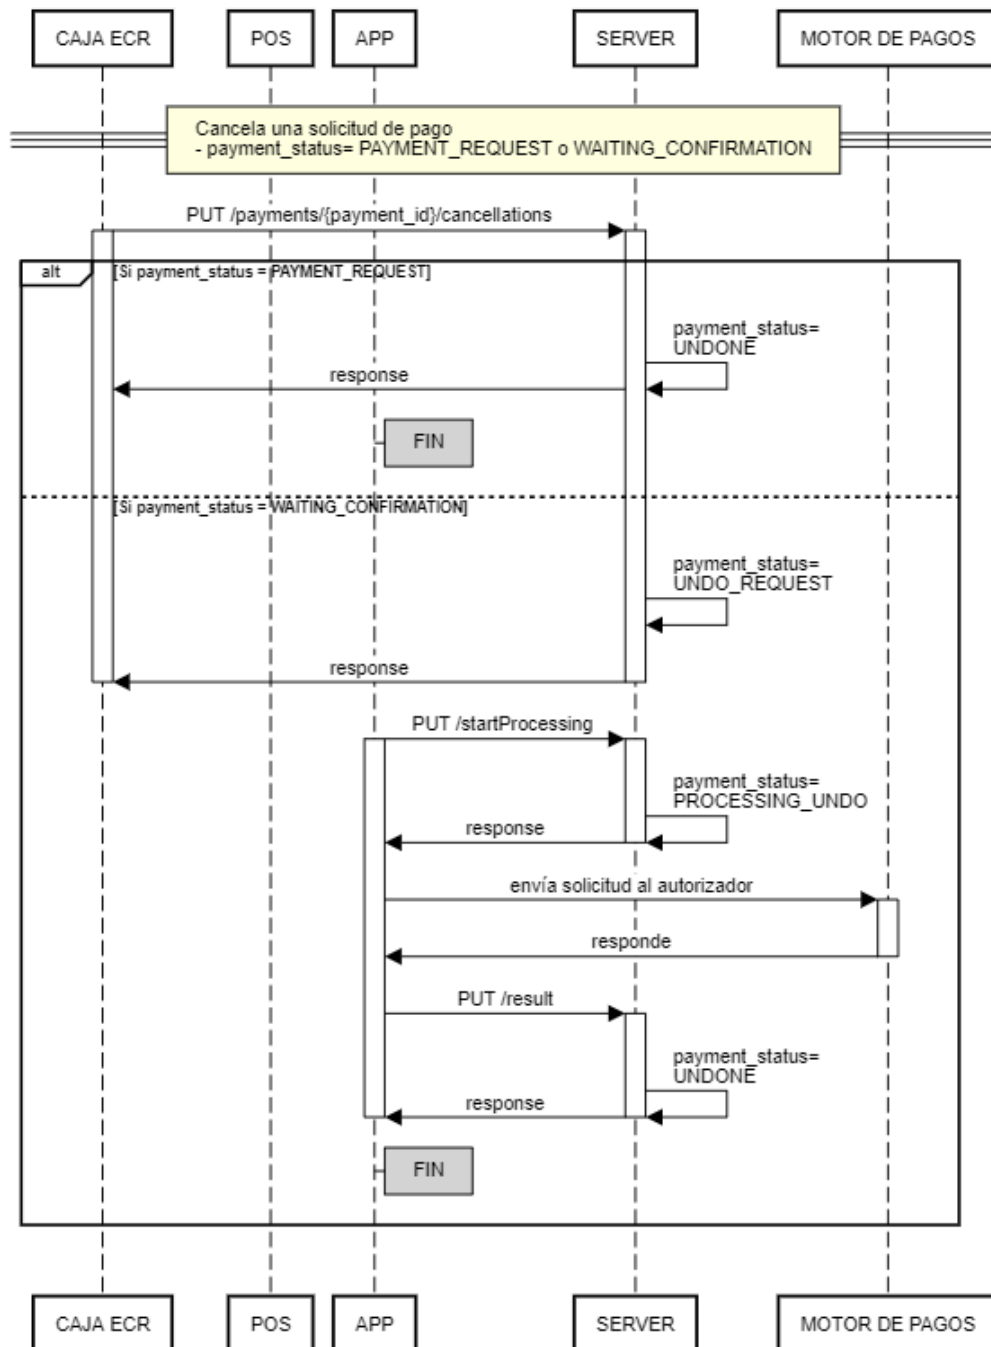 CAJA ECR
POS
APP
SERVER
MOTOR DE PAGOS
Cancela una solicitud de pago
- payment_status= PAYMENT_REQUEST o WAITING_CONFIRMATION
PUT /payments/{payment_id}/cancellations
alt
[Si payment_status = PAYMENT_REQUEST]
payment_status=
UNDONE
response
FIN
[Si payment_status = WAITING_CONFIRMATION]
payment_status=
UNDO_REQUEST
response
PUT /startProcessing
payment_status=
PROCESSING_UNDO
response
envía solicitud al autorizador
responde
PUT /result
payment_status=
UNDONE
response
FIN
CAJA ECR
POS
APP
SERVER
MOTOR DE PAGOS